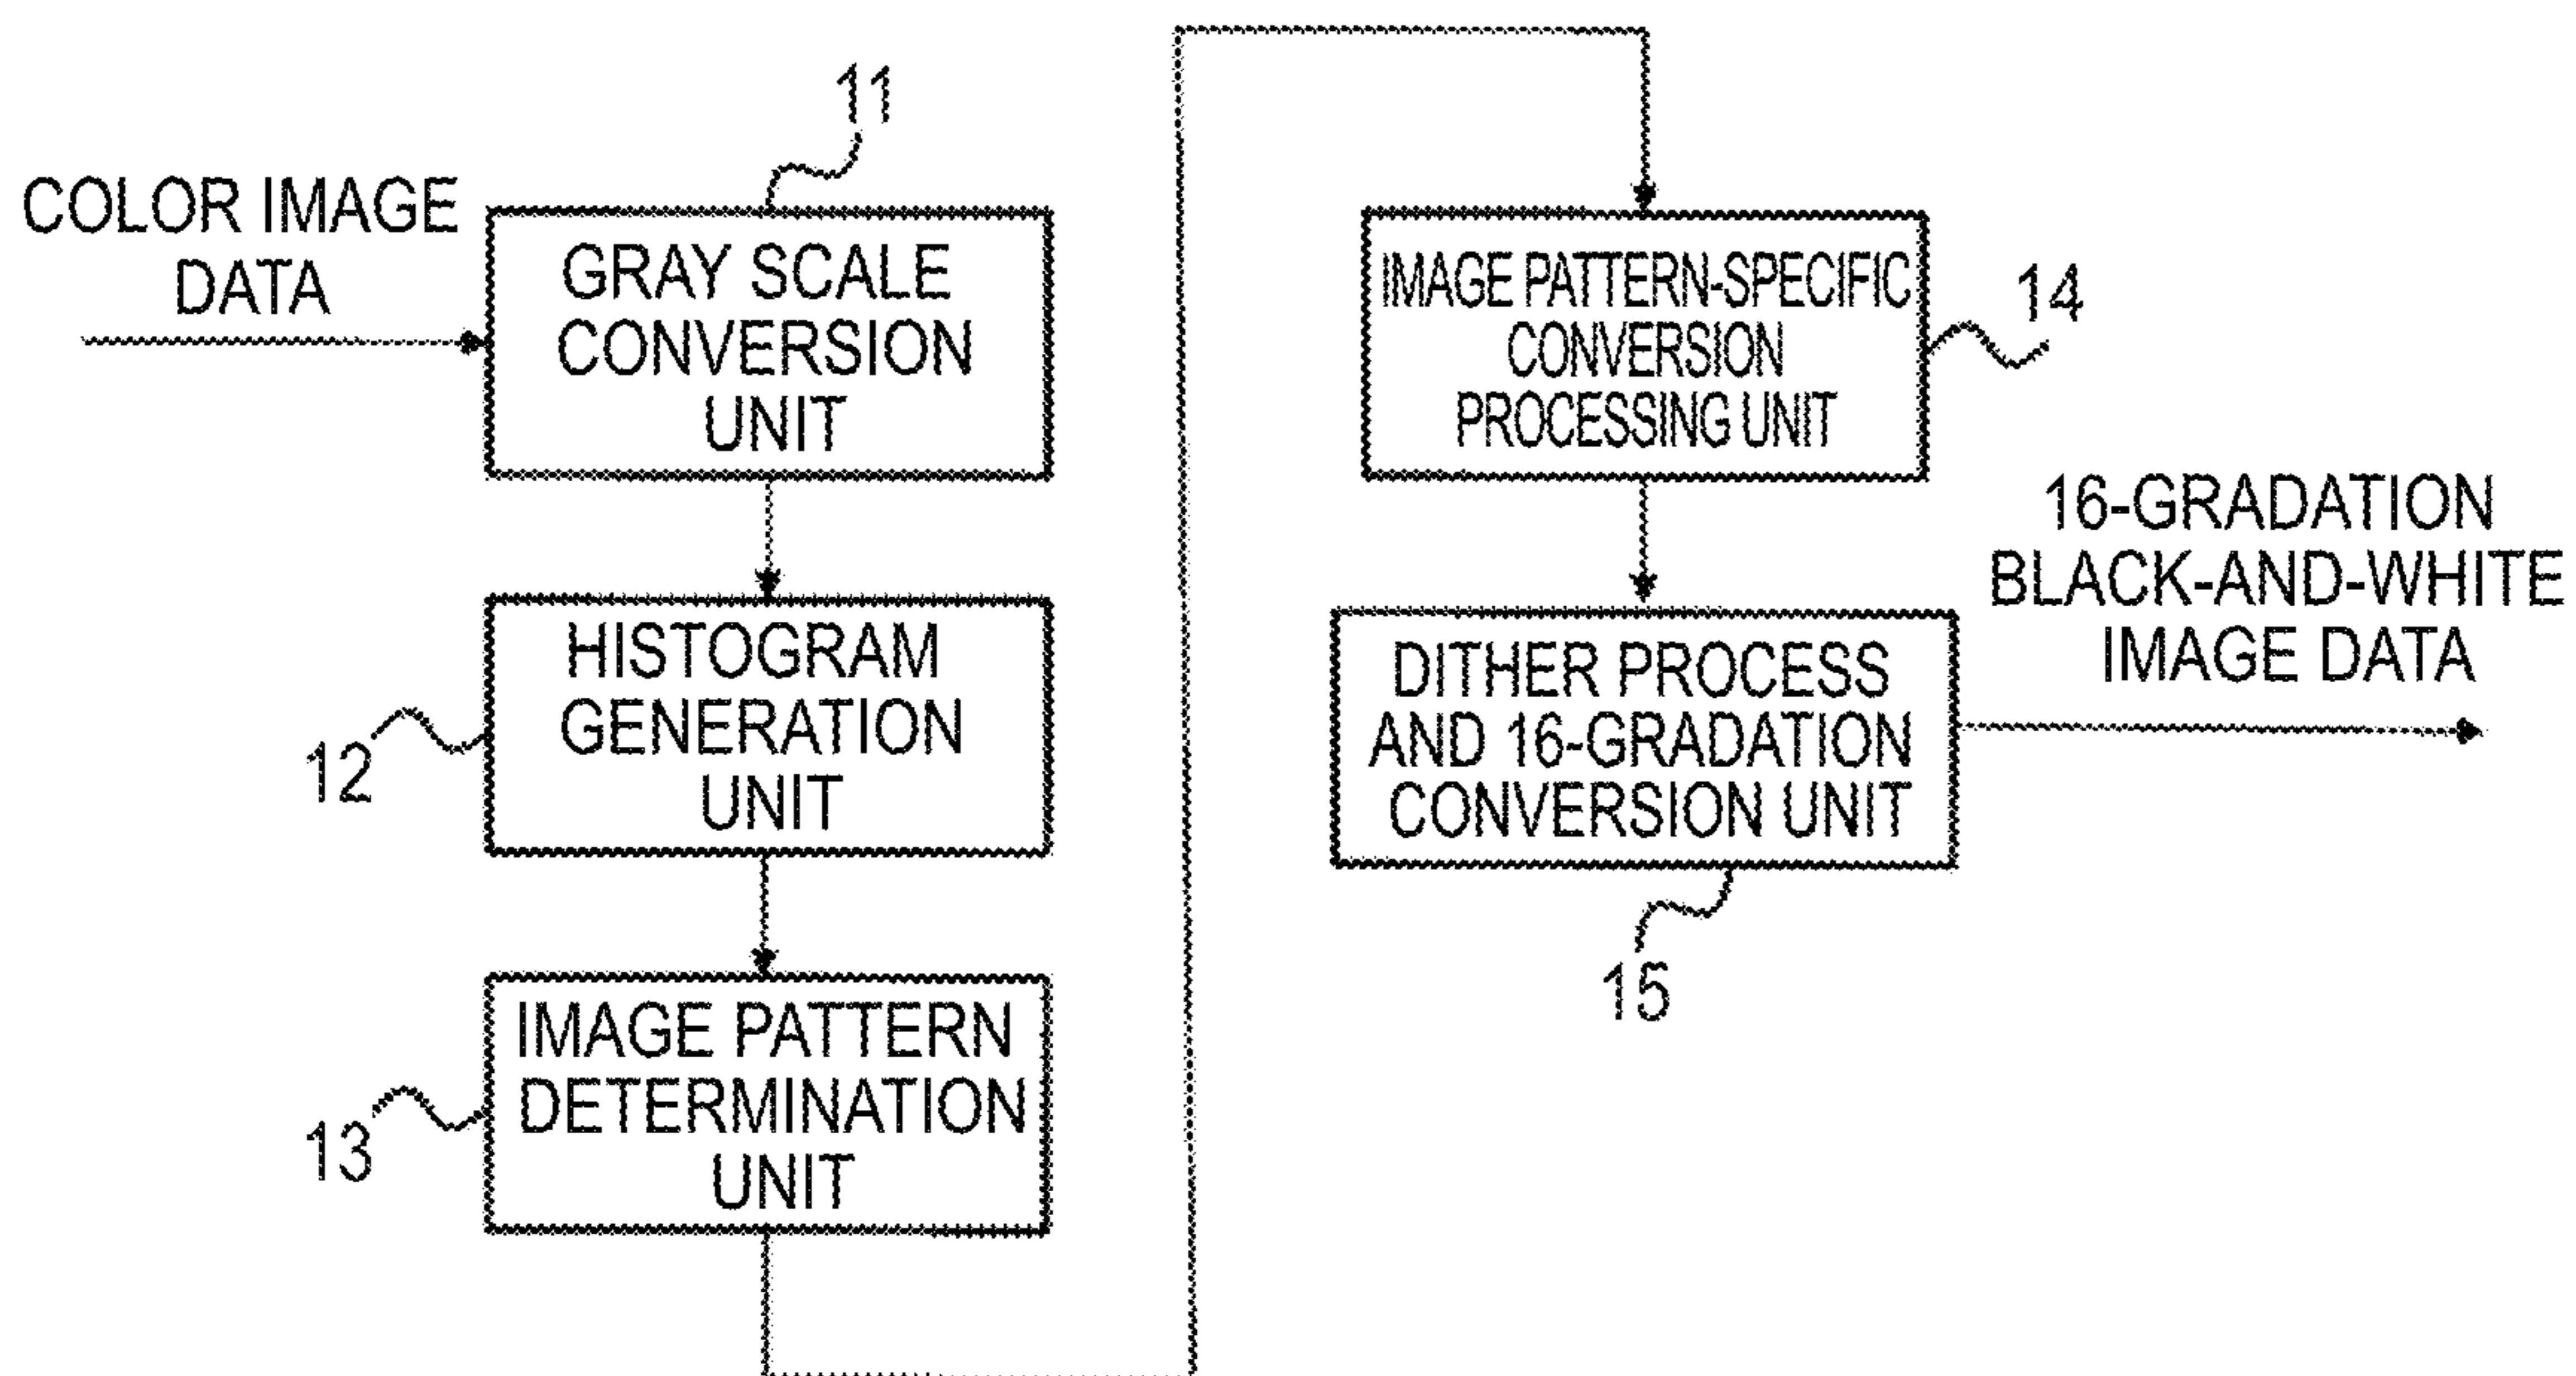 11
COLOR IMAGE
DATA
GRAY SCALE
CONVERSION
UNIT
12
HISTOGRAM
GENERATION
UNIT
13
IMAGE PATTERN
DETERMINATION
UNIT
IMAGE PATTERN-SPECIFIC
CONVERSION
PROCESSING UNIT
14
DITHER PROCESS
AND 16-GRADATION
CONVERSION UNIT
15
16-GRADATION
BLACK-AND-WHITE
IMAGE DATA